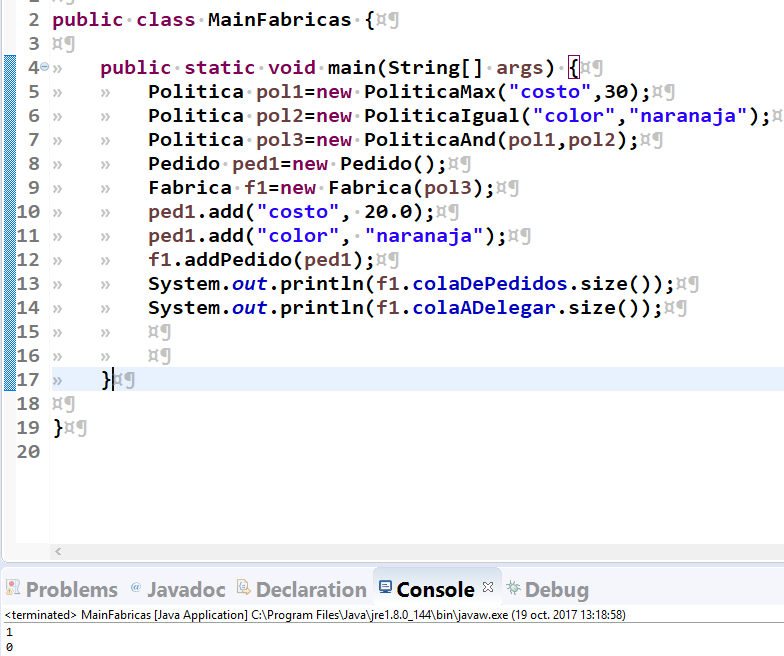 2 public class MainFabricas {¤¶
3 ¤¶
4 » public static void main(String[] args) {¤¶
5 » » Politica pol1=new PoliticaMax("costo",30);¤¶
6 » » Politica pol2=new PoliticaIgual("color","naranaja");¤
7 » » Politica pol3=new PoliticaAnd(pol1,pol2);¤¶
8 » » Pedido ped1=new Pedido();¤¶
9 » » Fabrica f1=new Fabrica(pol3);¤¶
10 » » ped1.add("costo", 20.0);¤¶
11 » » ped1.add("color", "naranaja");¤¶
12 » » f1.addPedido(ped1);¤¶
13 » » System.out.println(f1.colaDePedidos.size());¤¶
14 » » System.out.println(f1.colaADelegar.size());¤¶
15 » » ¤¶
16 » » ¤¶
17 » }¤¶
18 ¤¶
19 }¤¶
20
Problems @ Javadoc Declaration Console Debug
<terminated> MainFabricas [Java Application] C:\Program Files\Java\jre1.8.0_144\bin\javaw.exe (19 oct. 2017 13:18:58)
1
0